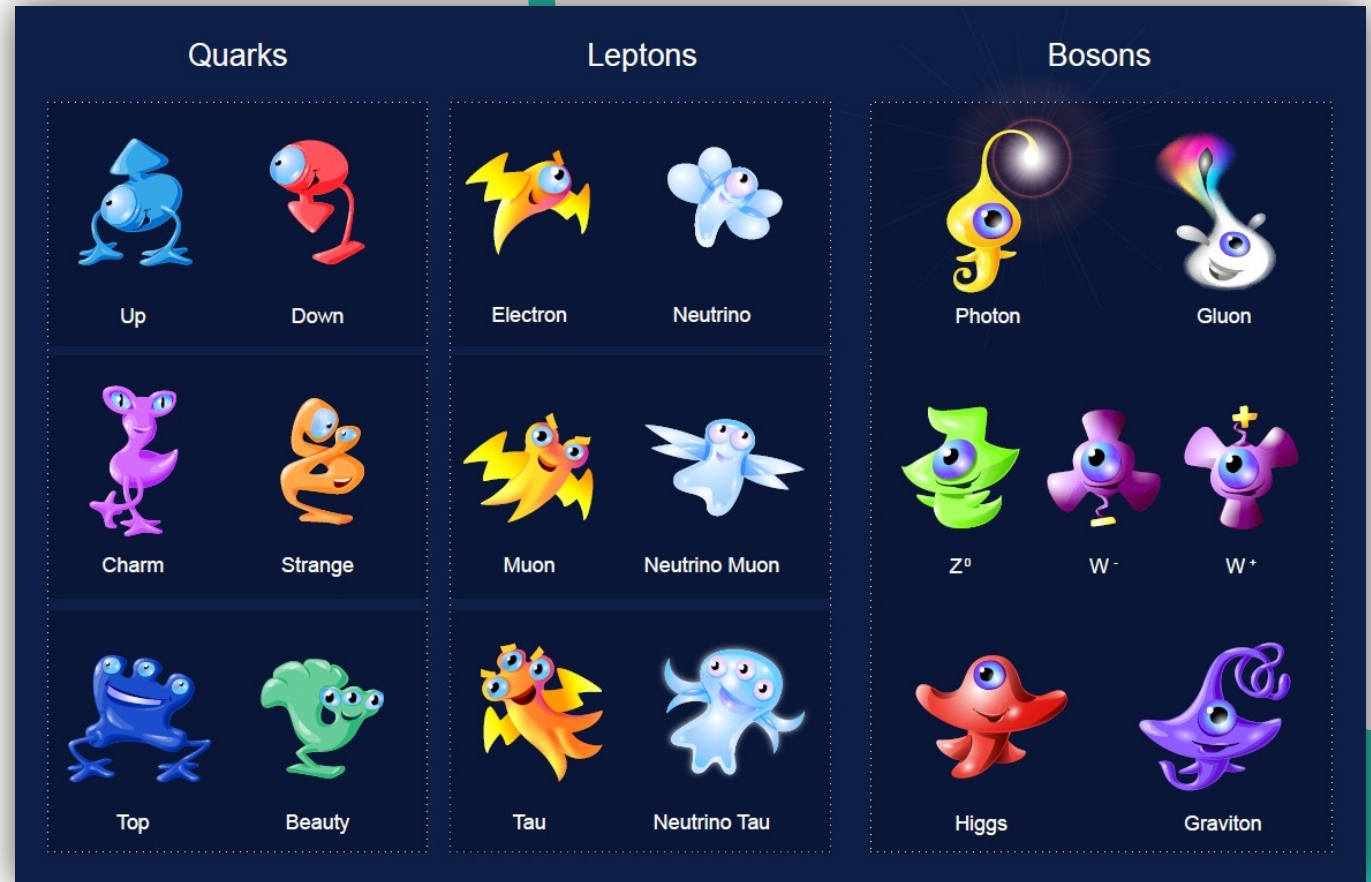 Quarks Leptons Bosons
Up Down Electron Neutrino Photon Gluon
Charm Strange Muon Neutrino Muon Z⁰ W⁻ W⁺
Top Beauty Tau Neutrino Tau Higgs Graviton